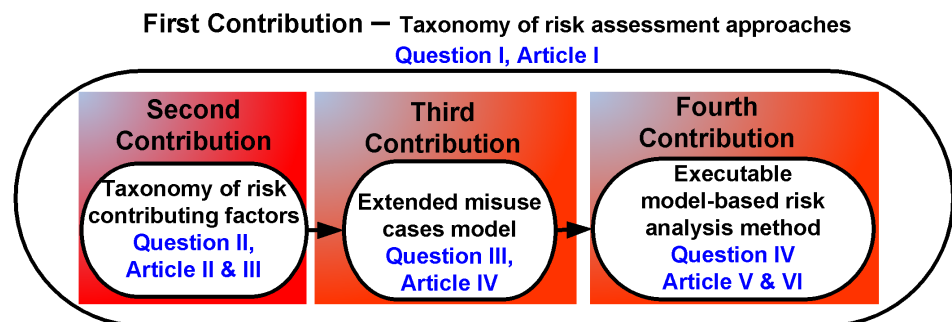 First Contribution – Taxonomy of risk assessment approaches
Question I, Article I
Second
Contribution
Taxonomy of risk
contributing factors
Question II,
Article II & III
Third
Contribution
Extended misuse
cases model
Question III,
Article IV
Fourth
Contribution
Executable
model-based risk
analysis method
Question IV
Article V & VI